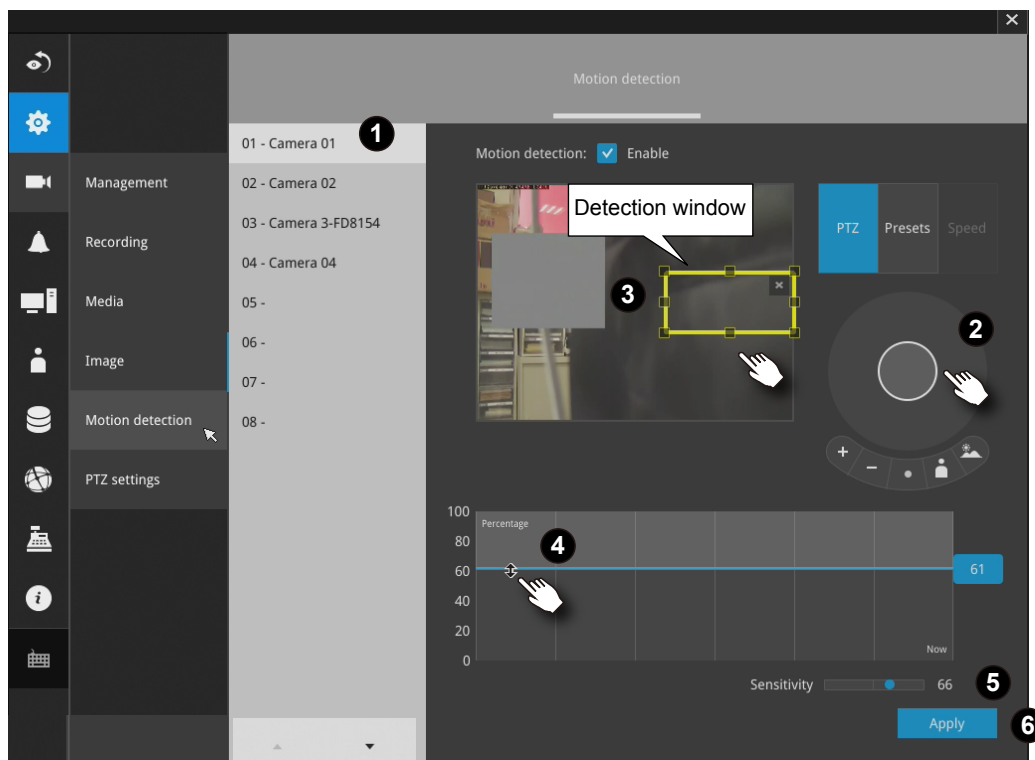 Motion detection
1
01 - Camera 01
02 - Camera 02
03 - Camera 3-FD8154
04 - Camera 04
05 -
06 -
07 -
08 -
Management
Recording
Media
Image
Motion detection
PTZ settings
Motion detection: Enable
Detection window
3
PTZ Presets Speed
2
100
80
60
40
20
0
Percentage
4
61
Now
Sensitivity 66
5
Apply
6